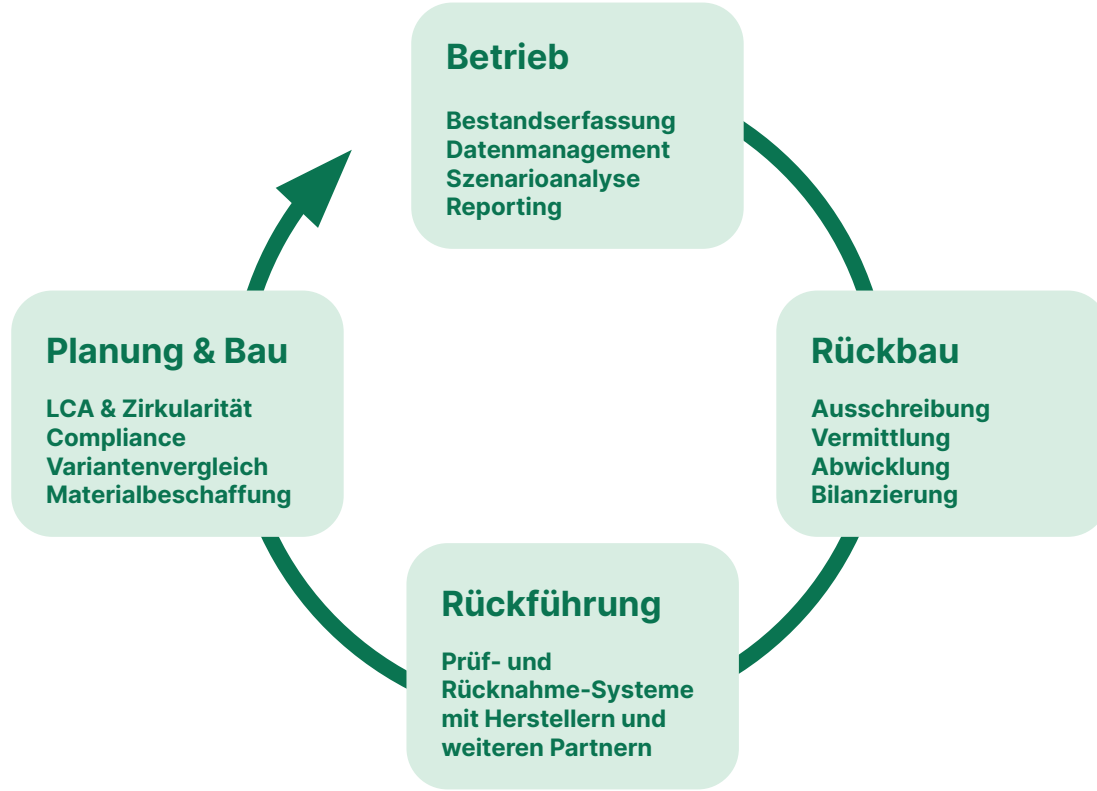 Betrieb
Bestandserfassung
Datenmanagement
Szenarioanalyse
Reporting
Planung & Bau
LCA & Zirkularität
Compliance
Variantenvergleich
Materialbeschaffung
Rückbau
Ausschreibung
Vermittlung
Abwicklung
Bilanzierung
Rückführung
Prüf- und
Rücknahme-Systeme
mit Herstellern und
weiteren Partnern